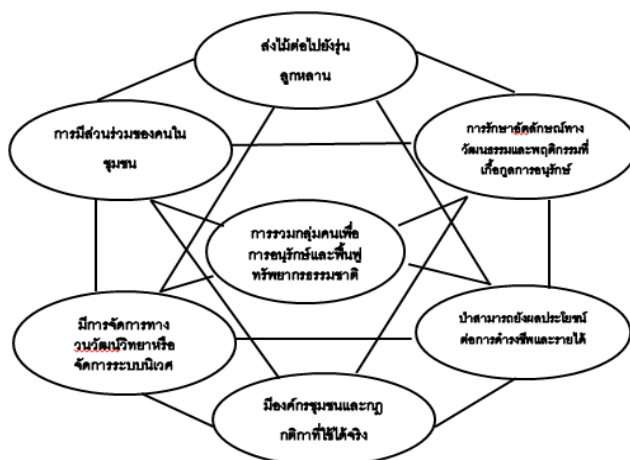 ส่งไม้ต่อไปยังรุ่น
ลูกหลาน
การมีส่วนร่วมของคนใน
ชุมชน
การรักษาอัตลักษณ์ทาง
วัฒนธรรมและพฤติกรรมที่
เกื้อกูลการอนุรักษ์
การรวมกลุ่มคนเพื่อ
การอนุรักษ์และฟื้นฟู
ทรัพยากรธรรมชาติ
มีการจัดการทาง
วนวัฒน์วิทยาหรือ
จัดการระบบนิเวศ
ป่าสามารถยังผลประโยชน์
ต่อการดำรงชีพและรายได้
มีองค์กรชุมชนและกฎ
กติกาที่ใช้ได้จริง